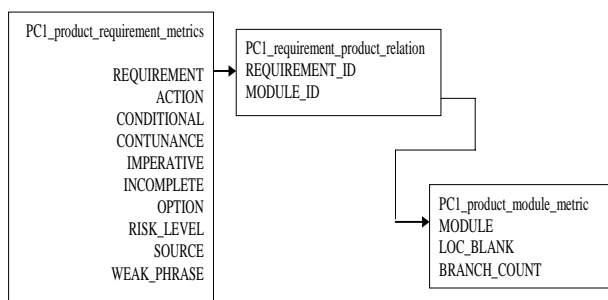 PC1_product_requirement_metrics
REQUIREMENT
ACTION
CONDITIONAL
CONTUNANCE
IMPERATIVE
INCOMPLETE
OPTION
RISK_LEVEL
SOURCE
WEAK_PHRASE
PC1_requirement_product_relation
REQUIREMENT_ID
MODULE_ID
PC1_product_module_metric
MODULE
LOC_BLANK
BRANCH_COUNT